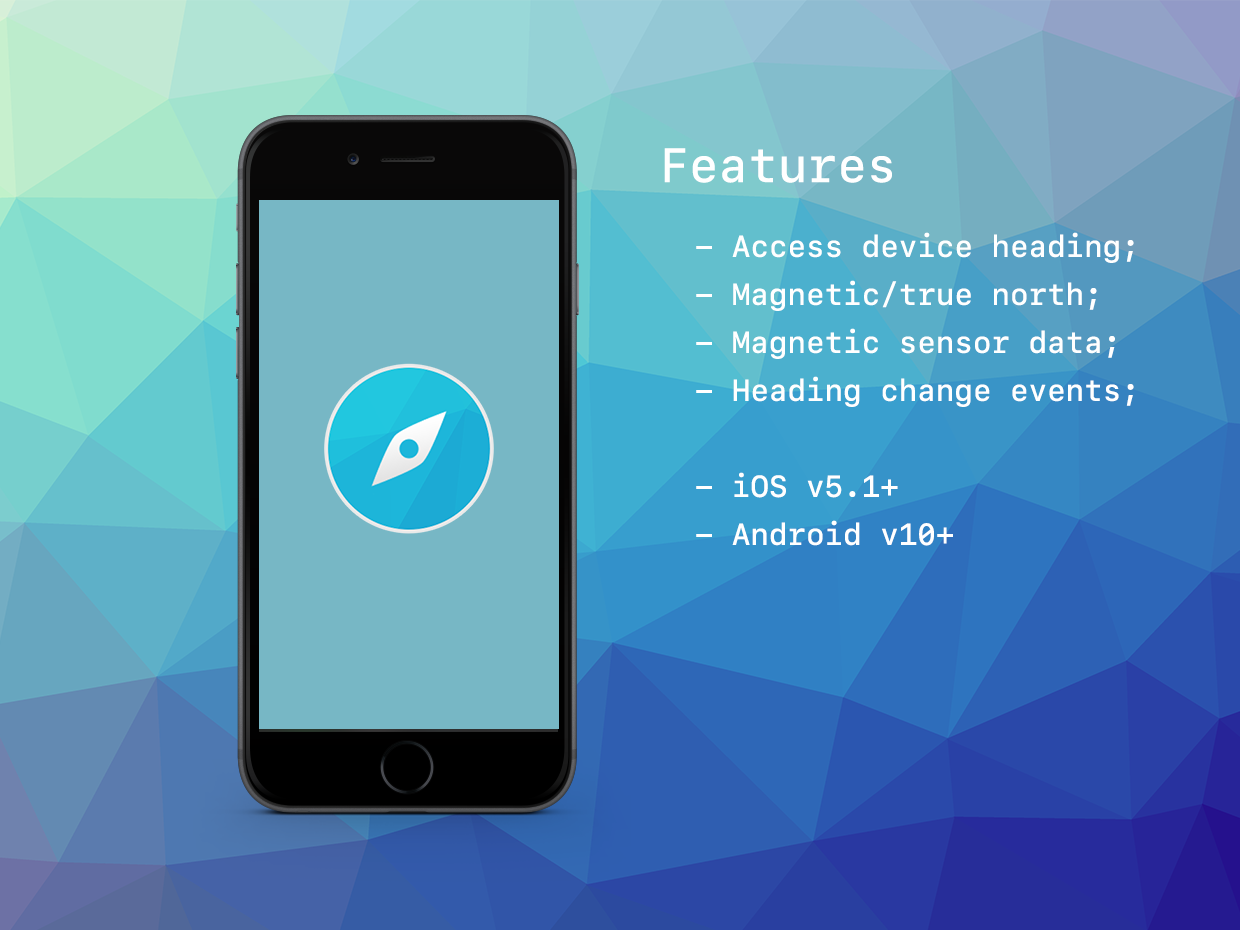 Features
– Access device heading;
– Magnetic/true north;
– Magnetic sensor data;
– Heading change events;
– iOS v5.1+
– Android v10+